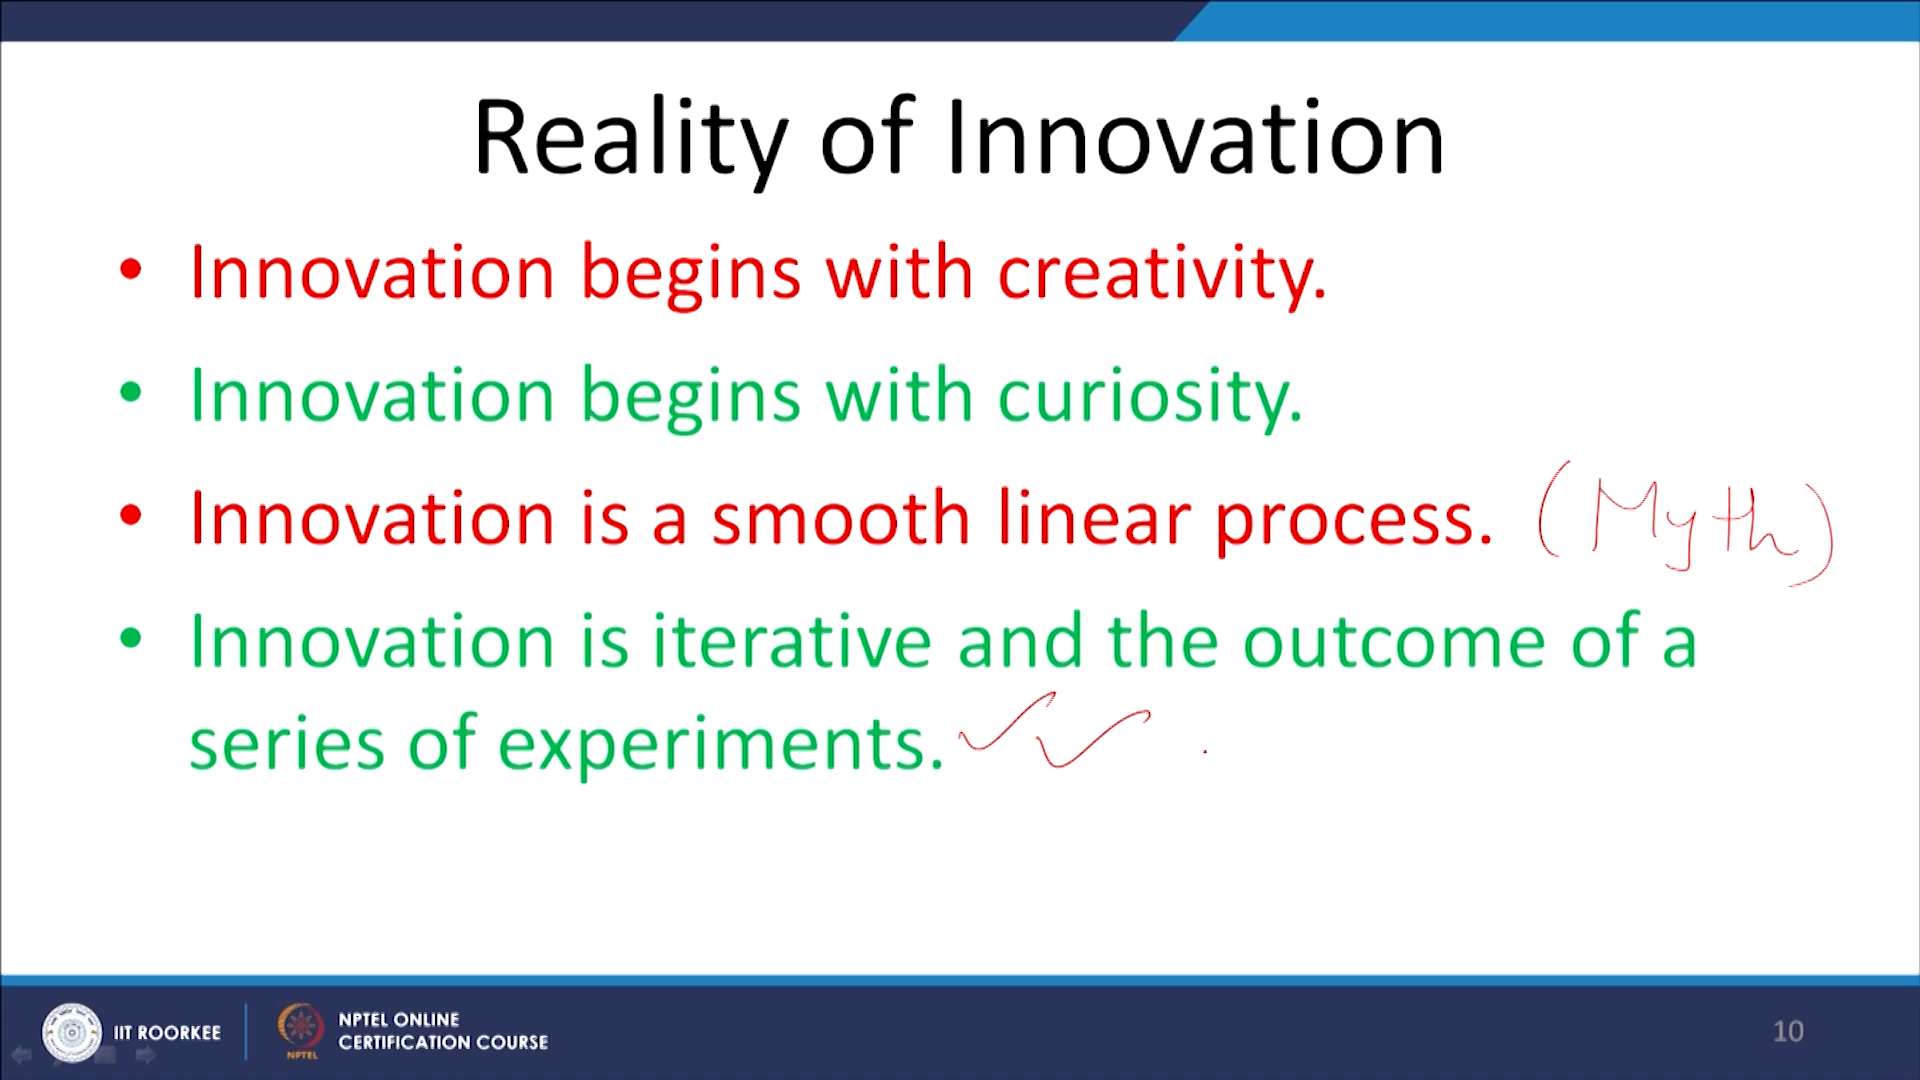 Reality of Innovation
• Innovation begins with creativity.
• Innovation begins with curiosity.
• Innovation is a smooth linear process. (Myth)
• Innovation is iterative and the outcome of a
series of experiments.
IIT ROORKEE
NPTEL
NPTEL ONLINE
CERTIFICATION COURSE
10